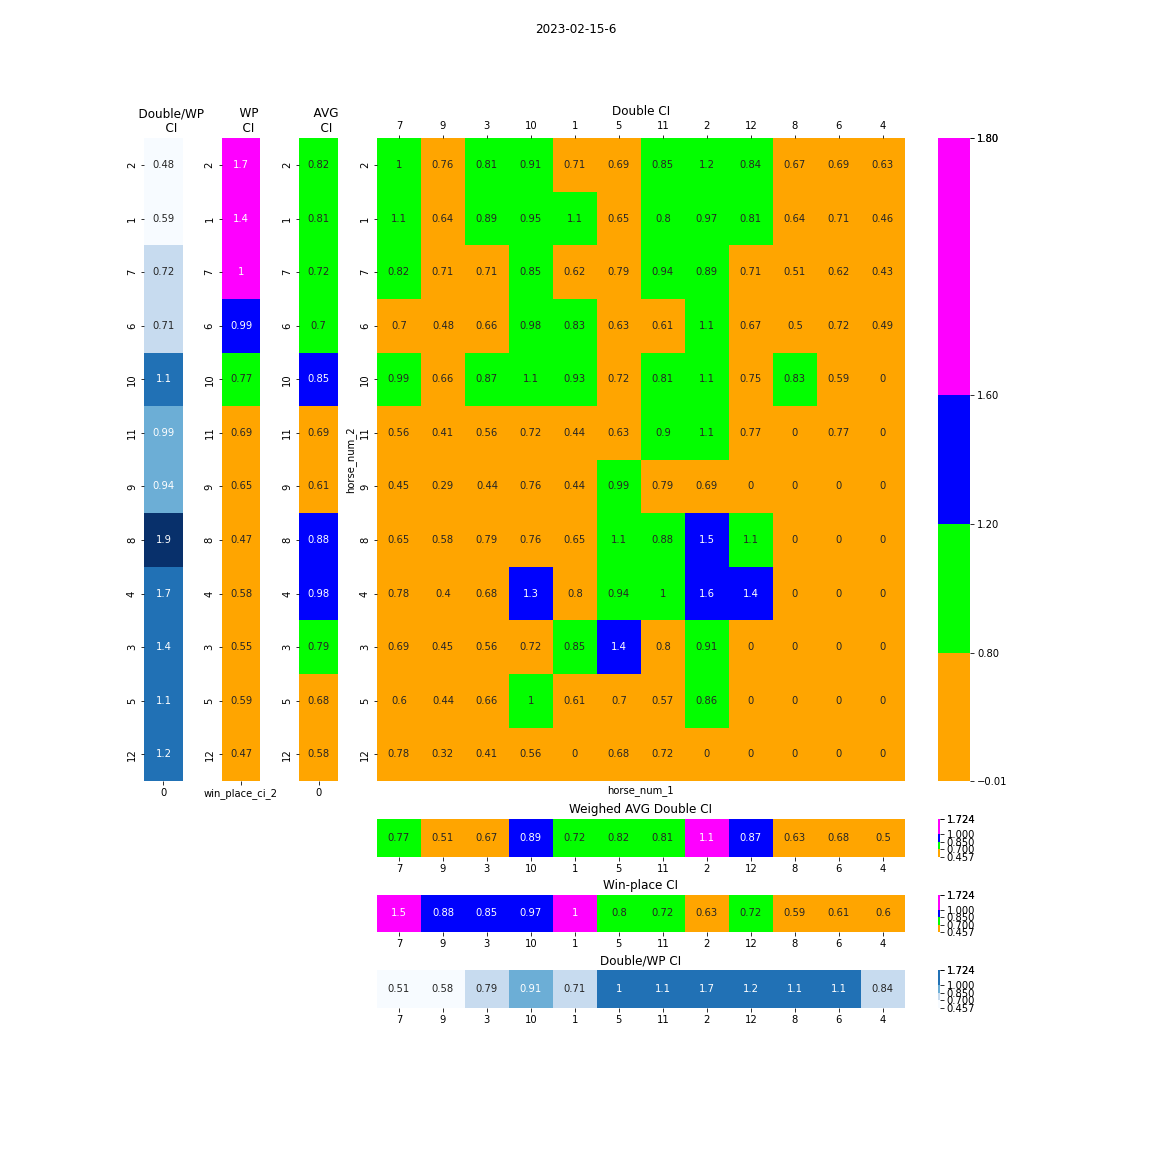 2023-02-15-6
Double/WP CI
WP CI
AVG CI
Double CI
7 9 3 10 1 5 11 2 12 8 6 4
1.80
2 0.48 2 1.7 2 0.82 2 1 0.76 0.81 0.91 0.71 0.69 0.85 1.2 0.84 0.67 0.69 0.63
1 0.59 1 1.4 1 0.81 1 1.1 0.64 0.89 0.95 1.1 0.65 0.8 0.97 0.81 0.64 0.71 0.46
7 0.72 7 1 7 0.72 7 0.82 0.71 0.71 0.85 0.62 0.79 0.94 0.89 0.71 0.51 0.62 0.43
6 0.71 6 0.99 6 0.7 6 0.7 0.48 0.66 0.98 0.83 0.63 0.61 1.1 0.67 0.5 0.72 0.49
10 1.1 10 0.77 10 0.85 10 0.99 0.66 0.87 1.1 0.93 0.72 0.81 1.1 0.75 0.83 0.59 0
1.60
11 0.99 11 0.69 11 0.69 11 0.56 0.41 0.56 0.72 0.44 0.63 0.9 1.1 0.77 0 0.77 0
horse_num_2
9 0.94 9 0.65 9 0.61 9 0.45 0.29 0.44 0.76 0.44 0.99 0.79 0.69 0 0 0 0
1.20
8 1.9 8 0.47 8 0.88 8 0.65 0.58 0.79 0.76 0.65 1.1 0.88 1.5 1.1 0 0 0
4 1.7 4 0.58 4 0.98 4 0.78 0.4 0.68 1.3 0.8 0.94 1 1.6 1.4 0 0 0
3 1.4 3 0.55 3 0.79 3 0.69 0.45 0.56 0.72 0.85 1.4 0.8 0.91 0 0 0 0
0.80
5 1.1 5 0.59 5 0.68 5 0.6 0.44 0.66 1 0.61 0.7 0.57 0.86 0 0 0 0
12 1.2 12 0.47 12 0.58 12 0.78 0.32 0.41 0.56 0 0.68 0.72 0 0 0 0 0
−0.01
0 win_place_ci_2 0 horse_num_1
Weighed AVG Double CI
0.77 0.51 0.67 0.89 0.72 0.82 0.81 1.1 0.87 0.63 0.68 0.5
7 9 3 10 1 5 11 2 12 8 6 4
1.724
1.000
0.850
0.700
0.457
Win-place CI
1.5 0.88 0.85 0.97 1 0.8 0.72 0.63 0.72 0.59 0.61 0.6
7 9 3 10 1 5 11 2 12 8 6 4
1.724
1.000
0.850
0.700
0.457
Double/WP CI
0.51 0.58 0.79 0.91 0.71 1 1.1 1.7 1.2 1.1 1.1 0.84
7 9 3 10 1 5 11 2 12 8 6 4
1.724
1.000
0.850
0.700
0.457